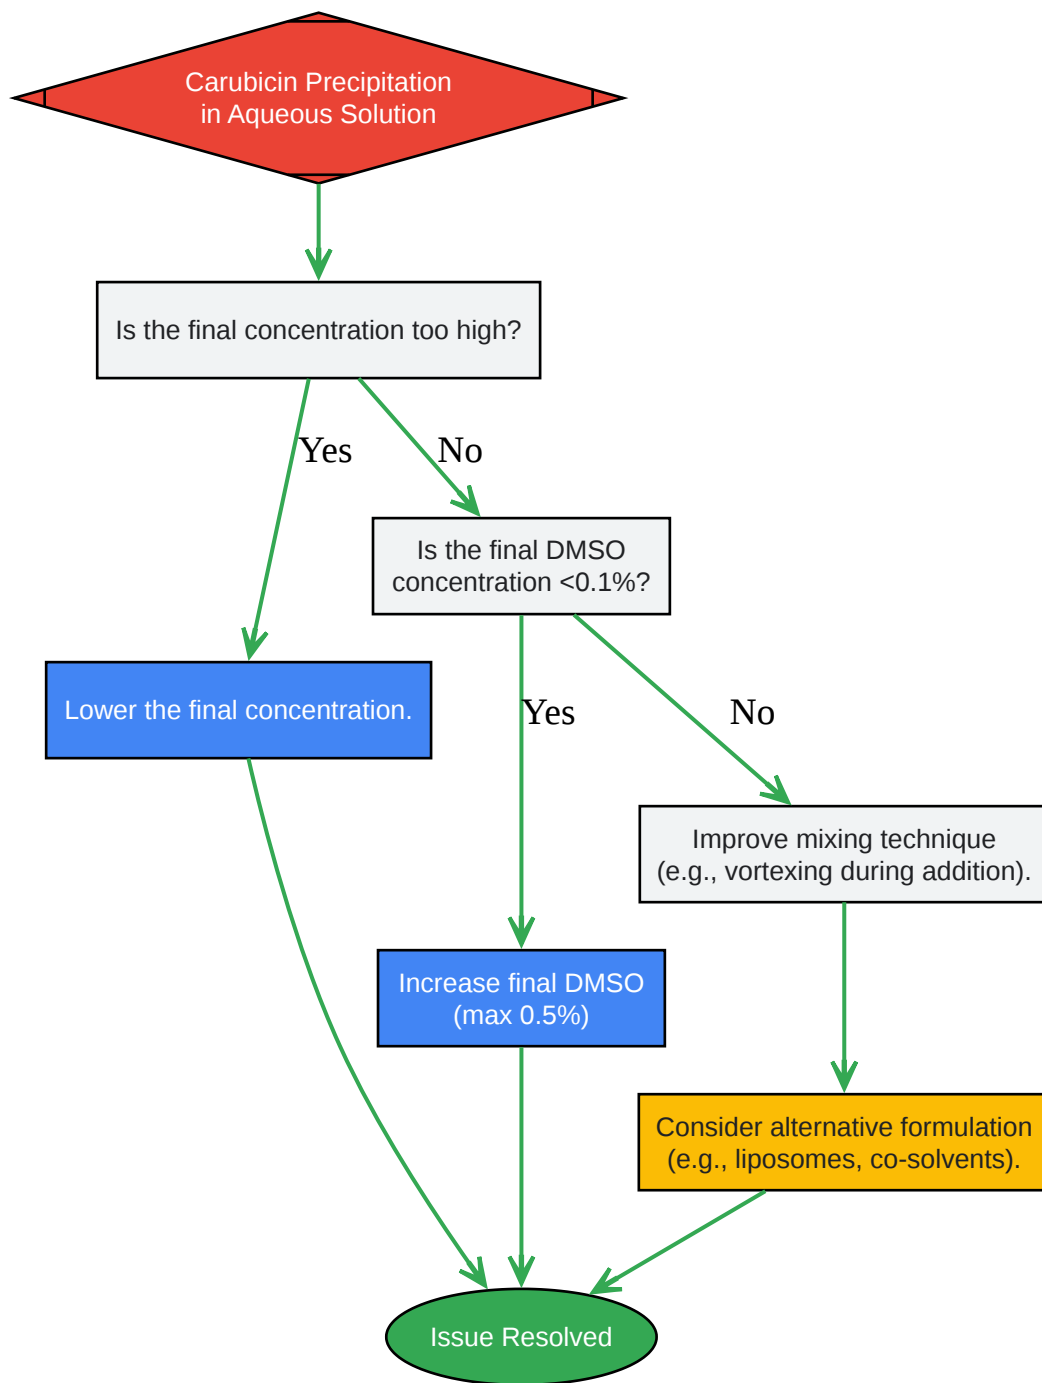 Carubicin Precipitation
in Aqueous Solution
Is the final concentration too high?
Yes
No
Is the final DMSO
concentration <0.1%?
Lower the final concentration.
Yes
No
Improve mixing technique
(e.g., vortexing during addition).
Increase final DMSO
(max 0.5%)
Consider alternative formulation
(e.g., liposomes, co-solvents).
Issue Resolved